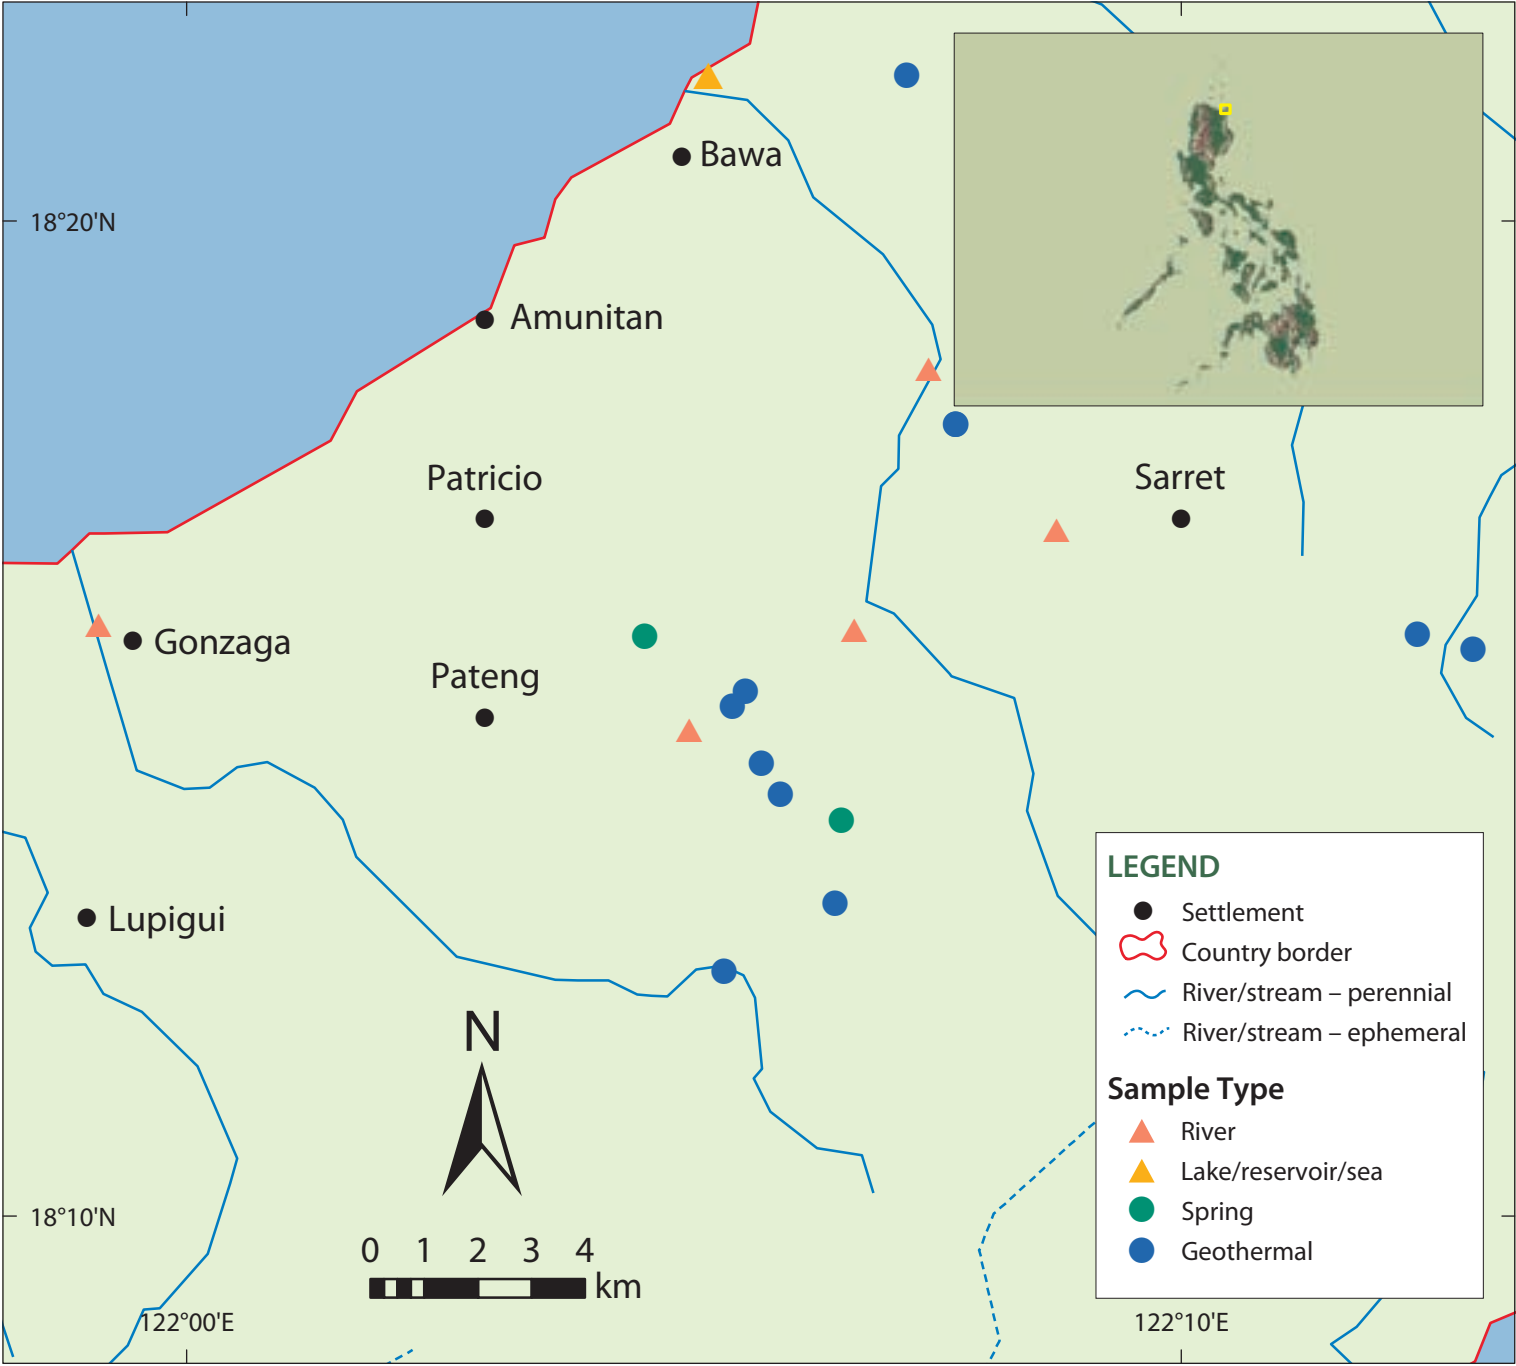 Bawa
18°20'N
Amunitan
Patricio
Sarret
Gonzaga
Pateng
Lupigui
LEGEND
Settlement
Country border
River/stream – perennial
River/stream – ephemeral
Sample Type
River
Lake/reservoir/sea
Spring
Geothermal
N
18°10'N
0 1 2 3 4
km
122°00'E
122°10'E